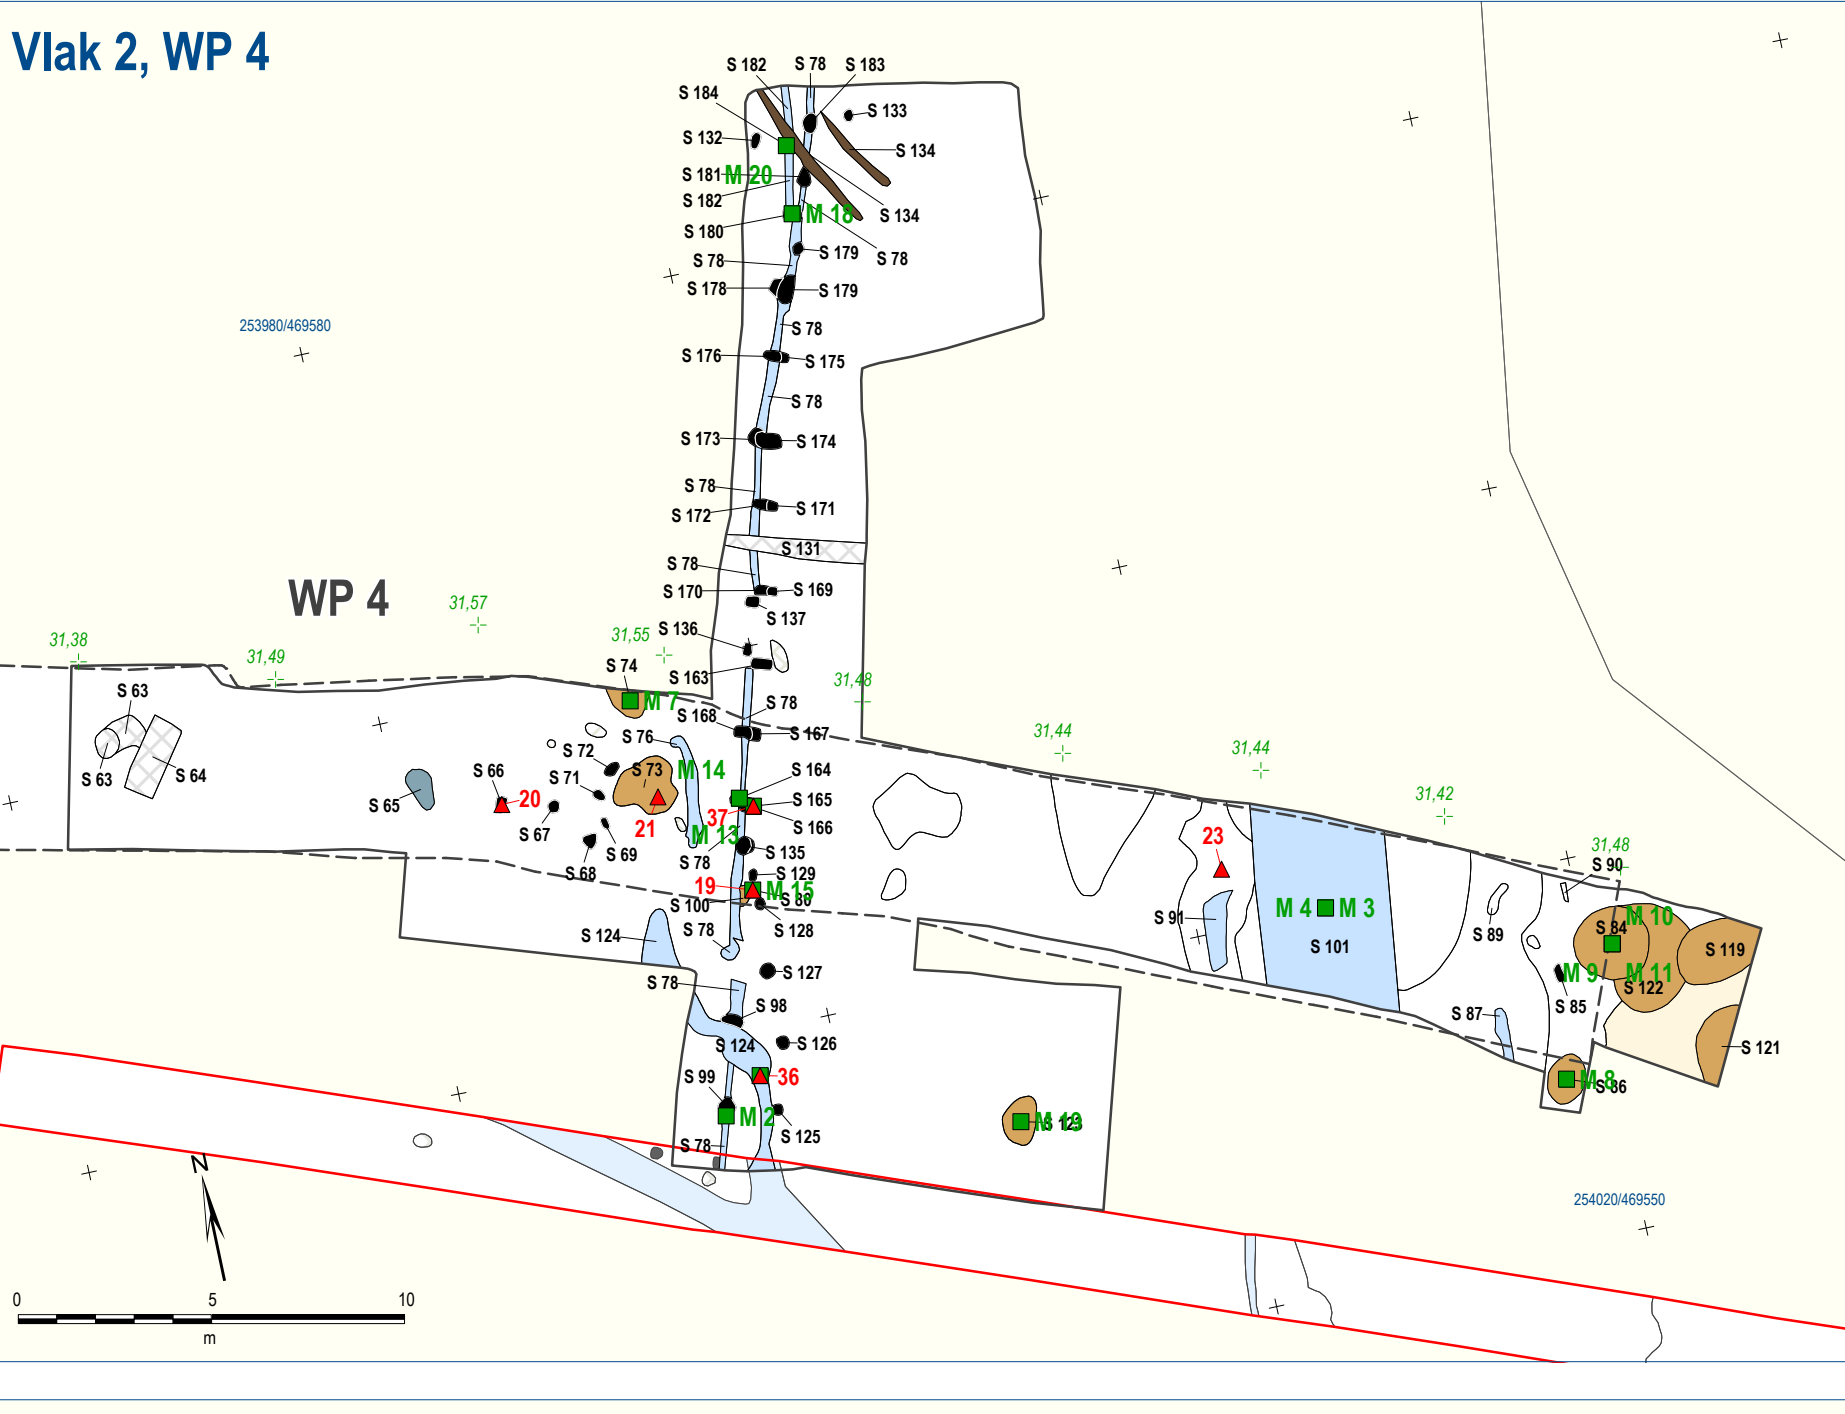 Vlak 2, WP 4
S 182
S 78
S 183
S 184
S 133
S 132
S 134
S 181
M 20
S 182
S 134
M 18
S 180
S 179
S 78
S 78
S 178
S 179
253980/469580
S 78
S 176
S 175
S 78
S 173
S 174
S 78
S 172
S 171
S 131
S 78
S 170
S 169
WP 4
31,57
S 137
31,38
31,55
S 136
31,49
S 74
S 163
31,48
S 63
M 7
S 78
S 168
S 167
31,44
S 76
31,44
S 72
S 73
M 14
S 164
S 63
S 64
S 66
S 71
31,42
S 65
20
S 165
37
S 67
21
M 13
S 166
23
31,48
S 69
S 78
S 135
S 90
S 68
S 129
19
M 15
S 80
S 100
M 4
M 3
M 10
S 91
S 84
S 78
S 128
S 124
S 89
S 101
S 119
S 127
M 9
M 11
S 78
S 122
S 98
S 85
S 87
S 124
S 126
S 121
S 99
36
M 8
S 86
M 2
M 19
S 123
S 125
S 78
N
254020/469550
0
5
10
m